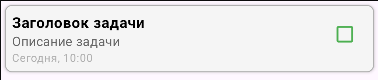 Заголовок задачи
Описание задачи
Сегодня, 10:00